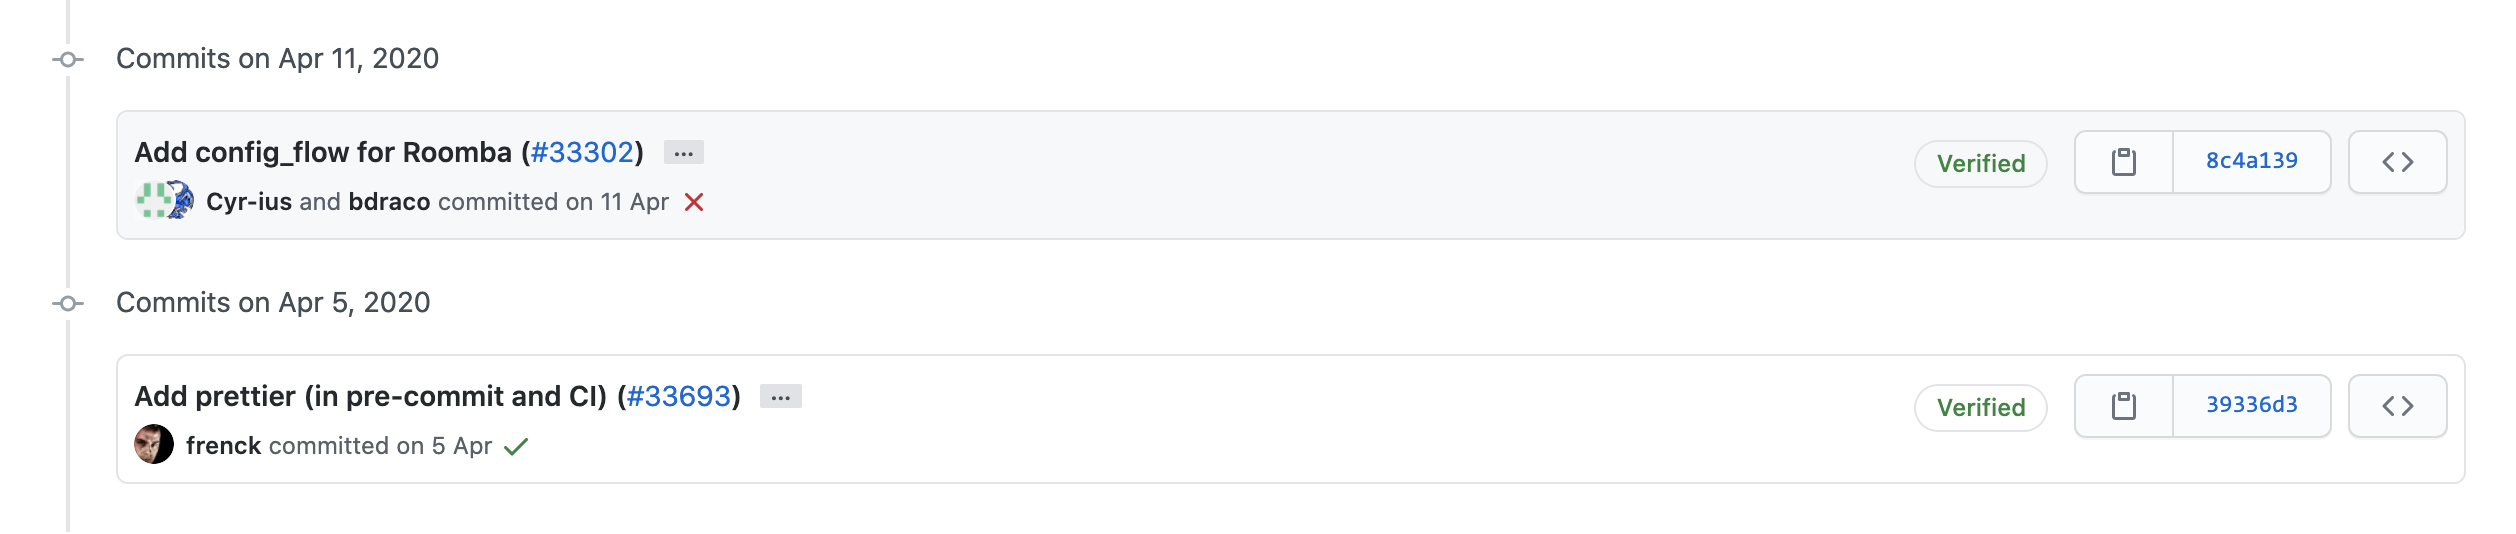 Commits on Apr 11, 2020
Add config_flow for Roomba (#33302) ...
Verified
8c4a139
Cyr-ius and bdraco committed on 11 Apr
Commits on Apr 5, 2020
Add prettier (in pre-commit and CI) (#33693) ...
Verified
39336d3
frenck committed on 5 Apr